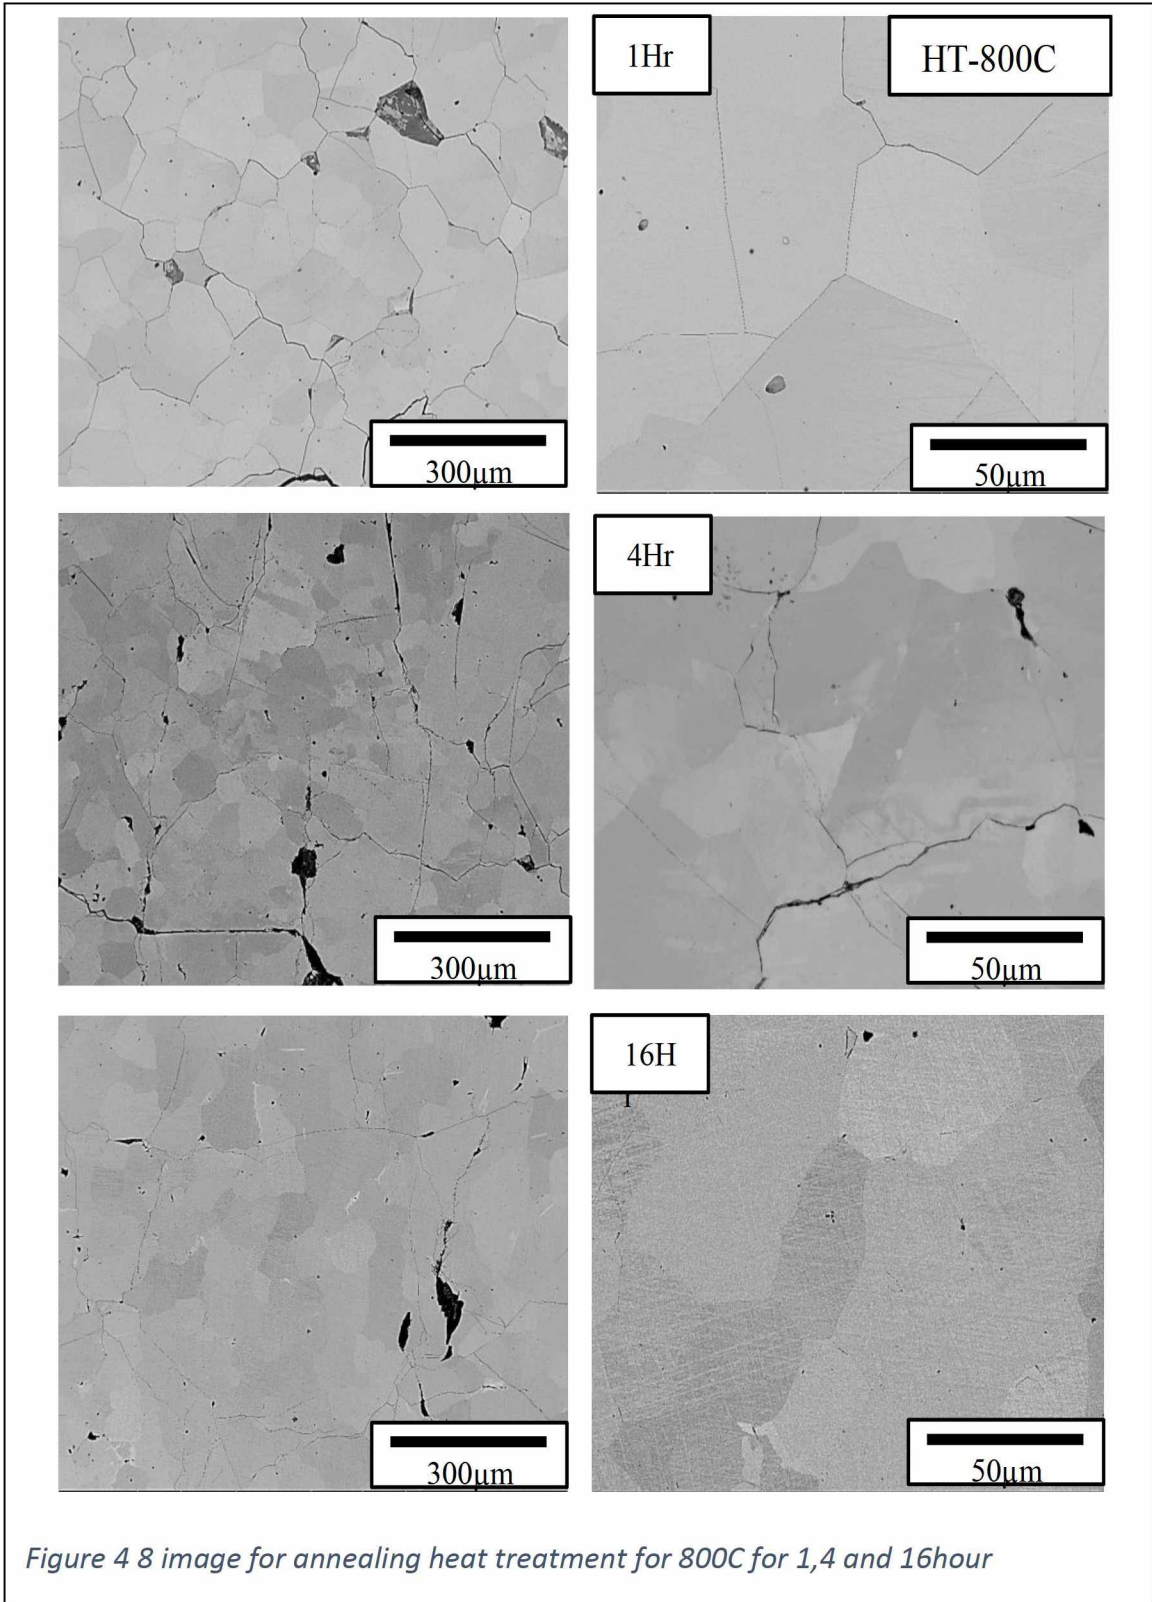 1Hr
HT-800C
300µm
50µm
4Hr
300µm
50µm
16H
300µm
50µm
Figure 4 8 image for annealing heat treatment for 800C for 1,4 and 16hour